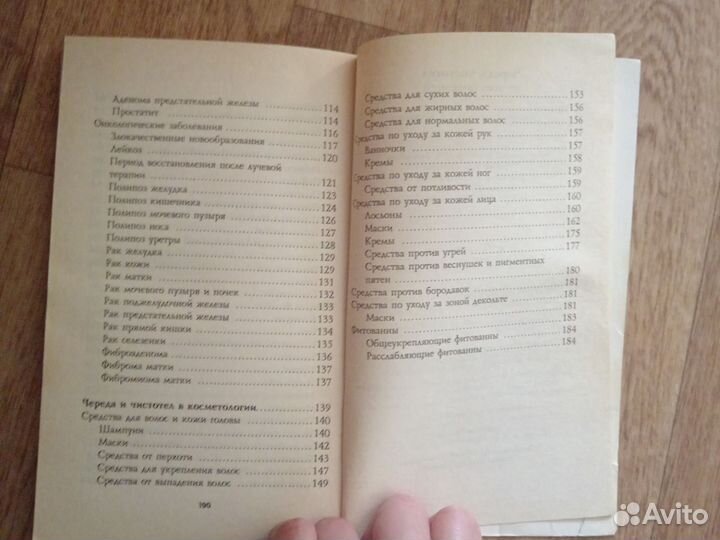 Аденома предстательной железы 114
Простатит 114
Онкологические заболевания 116
Злокачественные новообразования 117
Лейкоз 120
Период восстановления после лучевой
терапии 121
Полипоз желудка 123
Полипоз кишечника 124
Полипоз мочевого пузыря 126
Полипоз носа 127
Полипоз уретры 128
Рак желудка 129
Рак кожи 129
Рак матки 131
Рак мочевого пузыря и почек 132
Рак поджелудочной железы 133
Рак предстательной железы 133
Рак прямой кишки 134
Рак селезенки 135
Фиброаденома 136
Фиброма матки 137
Фибромиома матки 137
Череда и чистотел в косметологии 139
Средства для волос и кожи головы 140
Шампуни 140
Маски 142
Средства от перхоти 143
Средства для укрепления волос 147
Средства от выпадения волос 149
190
Средства для сухих волос 153
Средства для жирных волос 156
Средства для нормальных волос 156
Средства по уходу за кожей рук 157
Ванночки 157
Кремы 158
Средства по уходу за кожей ног 159
Средства от потливости 159
Средства по уходу за кожей лица 160
Лосьоны 160
Маски 162
Кремы 175
Средства против угрей 177
Средства против веснушек и пигментных
пятен 180
Средства против бородавок 181
Средства по уходу за зоной декольте 181
Маски 183
Фитованны 184
Общеукрепляющие фитованны 184
Расслабляющие фитованны 184
Avito